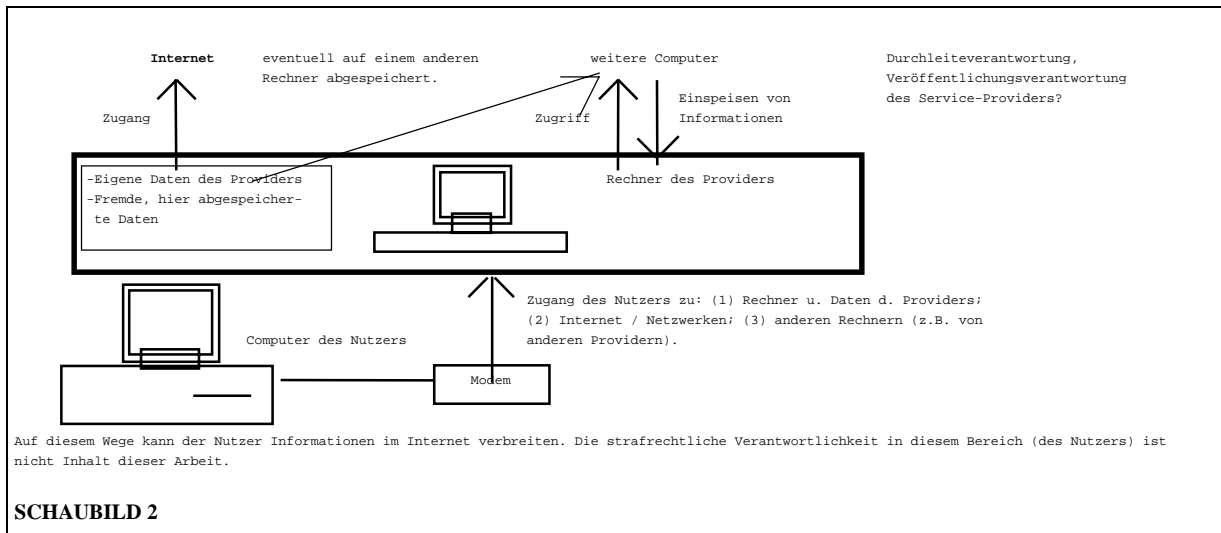 Internet
eventuell auf einem anderen
Rechner abgespeichert.
weitere Computer
Durchleiteverantwortung,
Veröffentlichungsverantwortung
des Service-Providers?
Zugang
Zugriff
Einspeisen von
Informationen
-Eigene Daten des Providers
-Fremde, hier abgespeicher-
te Daten
Rechner des Providers
Zugang des Nutzers zu: (1) Rechner u. Daten d. Providers;
(2) Internet / Netzwerken; (3) anderen Rechnern (z.B. von
anderen Providern).
Computer des Nutzers
Modem
Auf diesem Wege kann der Nutzer Informationen im Internet verbreiten. Die strafrechtliche Verantwortlichkeit in diesem Bereich (des Nutzers) ist
nicht Inhalt dieser Arbeit.
SCHAUBILD 2